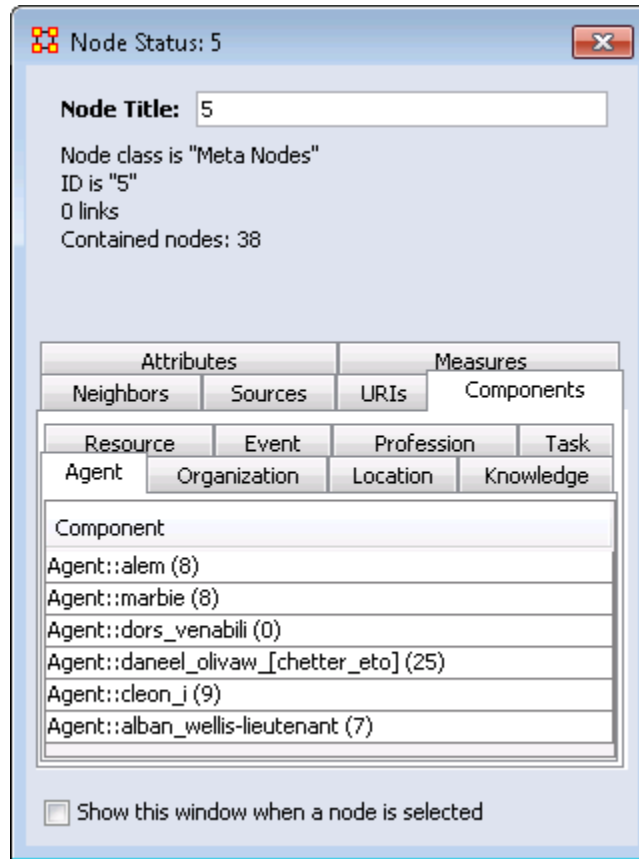 Node Status: 5
Node Title: 5
Node class is "Meta Nodes"
ID is "5"
0 links
Contained nodes: 38
Attributes Measures
Neighbors Sources URIs Components
Resource Event Profession Task
Agent Organization Location Knowledge
Component
Agent::alem (8)
Agent::marbie (8)
Agent::dors_venabili (0)
Agent::daneel_olivaw_[chetter_eto] (25)
Agent::cleon_i (9)
Agent::alban_wellis-lieutenant (7)
Show this window when a node is selected